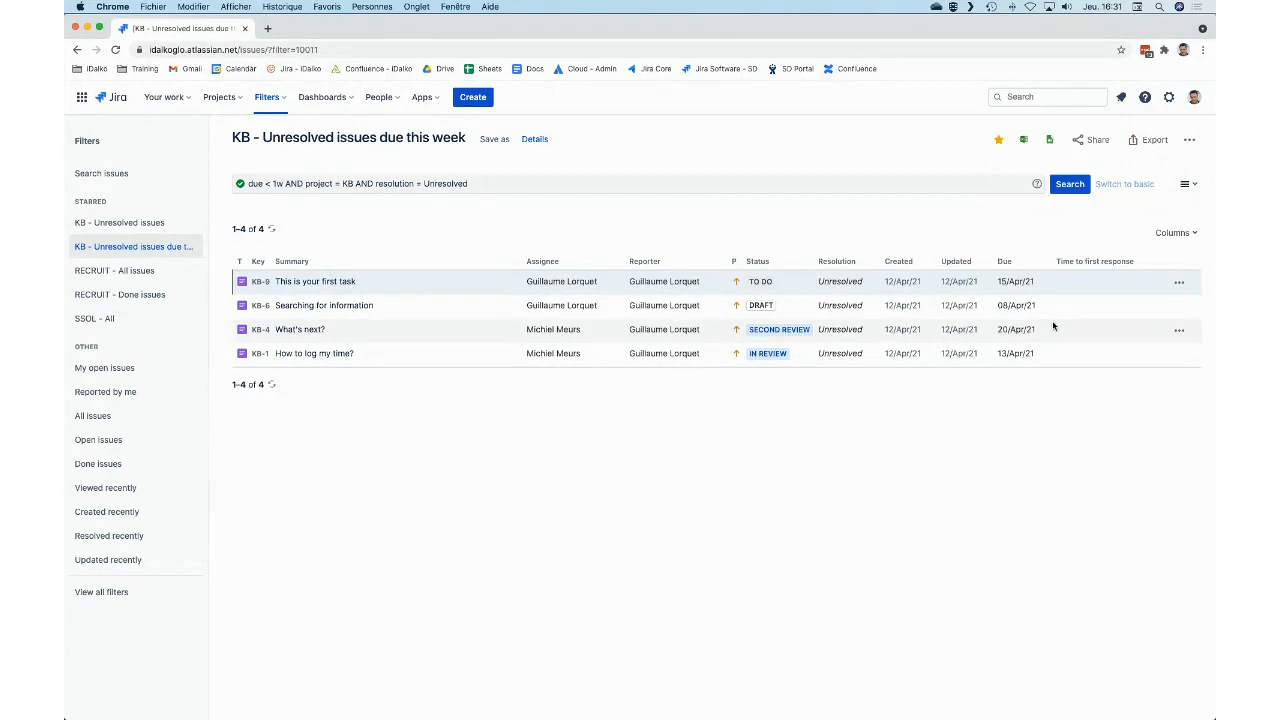 Chrome Fichier Modifier Afficher Historique Favoris Personnes Onglet Fenêtre Aide Jeu. 16:31
[KB - Unresolved issues due th
idalkoglo.atlassian.net/issues/?filter=10011
iDalko Training Gmail Calendar Jira - iDalko Confluence - iDalko Drive Sheets Docs Cloud - Admin Jira Core Jira Software - SD SD Portal Confluence
Jira Your work Projects Filters Dashboards People Apps Create Search
Filters
Search issues
STARRED
KB - Unresolved issues
KB - Unresolved issues due t...
RECRUIT - All issues
RECRUIT - Done issues
SSOL - All
OTHER
My open issues
Reported by me
All issues
Open issues
Done issues
Viewed recently
Created recently
Resolved recently
Updated recently
View all filters
KB - Unresolved issues due this week Save as Details Share Export
due < 1w AND project = KB AND resolution = Unresolved Search Switch to basic
1–4 of 4
Columns
T Key Summary Assignee Reporter P Status Resolution Created Updated Due Time to first response
KB-9 This is your first task Guillaume Lorquet Guillaume Lorquet TO DO Unresolved 12/Apr/21 12/Apr/21 15/Apr/21
KB-6 Searching for information Guillaume Lorquet Guillaume Lorquet DRAFT Unresolved 12/Apr/21 12/Apr/21 08/Apr/21
KB-4 What's next? Michiel Meurs Guillaume Lorquet SECOND REVIEW Unresolved 12/Apr/21 12/Apr/21 20/Apr/21
KB-1 How to log my time? Michiel Meurs Guillaume Lorquet IN REVIEW Unresolved 12/Apr/21 12/Apr/21 13/Apr/21
1–4 of 4